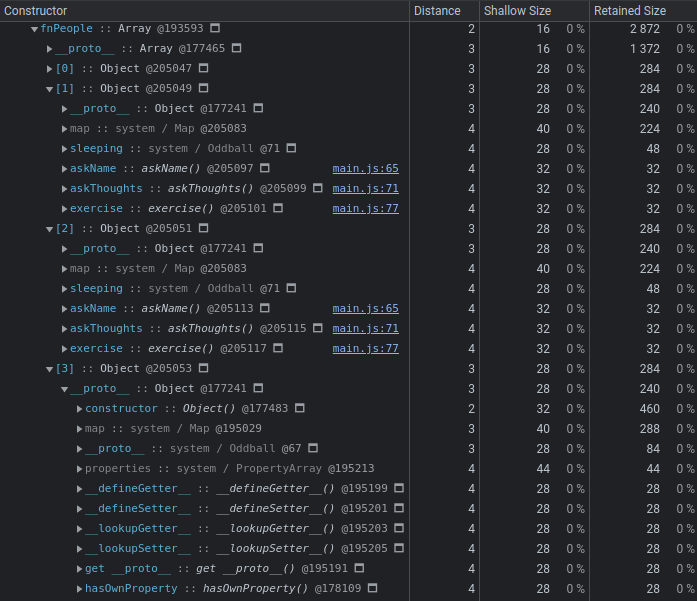 Constructor Distance Shallow Size Retained Size
▼fnPeople :: Array @193593 2 16 0 % 2 872 0 %
▶__proto__ :: Array @177465 3 16 0 % 1 372 0 %
▶[0] :: Object @205047 3 28 0 % 284 0 %
▼[1] :: Object @205049 3 28 0 % 284 0 %
▶__proto__ :: Object @177241 3 28 0 % 240 0 %
▶map :: system / Map @205083 4 40 0 % 224 0 %
▶sleeping :: system / Oddball @71 4 28 0 % 48 0 %
▶askName :: askName() @205097 main.js:65 4 32 0 % 32 0 %
▶askThoughts :: askThoughts() @205099 main.js:71 4 32 0 % 32 0 %
▶exercise :: exercise() @205101 main.js:77 4 32 0 % 32 0 %
▼[2] :: Object @205051 3 28 0 % 284 0 %
▶__proto__ :: Object @177241 3 28 0 % 240 0 %
▶map :: system / Map @205083 4 40 0 % 224 0 %
▶sleeping :: system / Oddball @71 4 28 0 % 48 0 %
▶askName :: askName() @205113 main.js:65 4 32 0 % 32 0 %
▶askThoughts :: askThoughts() @205115 main.js:71 4 32 0 % 32 0 %
▶exercise :: exercise() @205117 main.js:77 4 32 0 % 32 0 %
▼[3] :: Object @205053 3 28 0 % 284 0 %
▼__proto__ :: Object @177241 3 28 0 % 240 0 %
▶constructor :: Object() @177483 2 32 0 % 460 0 %
▶map :: system / Map @195029 3 40 0 % 288 0 %
▶__proto__ :: system / Oddball @67 3 28 0 % 84 0 %
▶properties :: system / PropertyArray @195213 4 44 0 % 44 0 %
▶__defineGetter__ :: __defineGetter__() @195199 4 28 0 % 28 0 %
▶__defineSetter__ :: __defineSetter__() @195201 4 28 0 % 28 0 %
▶__lookupGetter__ :: __lookupGetter__() @195203 4 28 0 % 28 0 %
▶__lookupSetter__ :: __lookupSetter__() @195205 4 28 0 % 28 0 %
▶get __proto__ :: get __proto__() @195191 4 28 0 % 28 0 %
▶hasOwnProperty :: hasOwnProperty() @178109 4 28 0 % 28 0 %